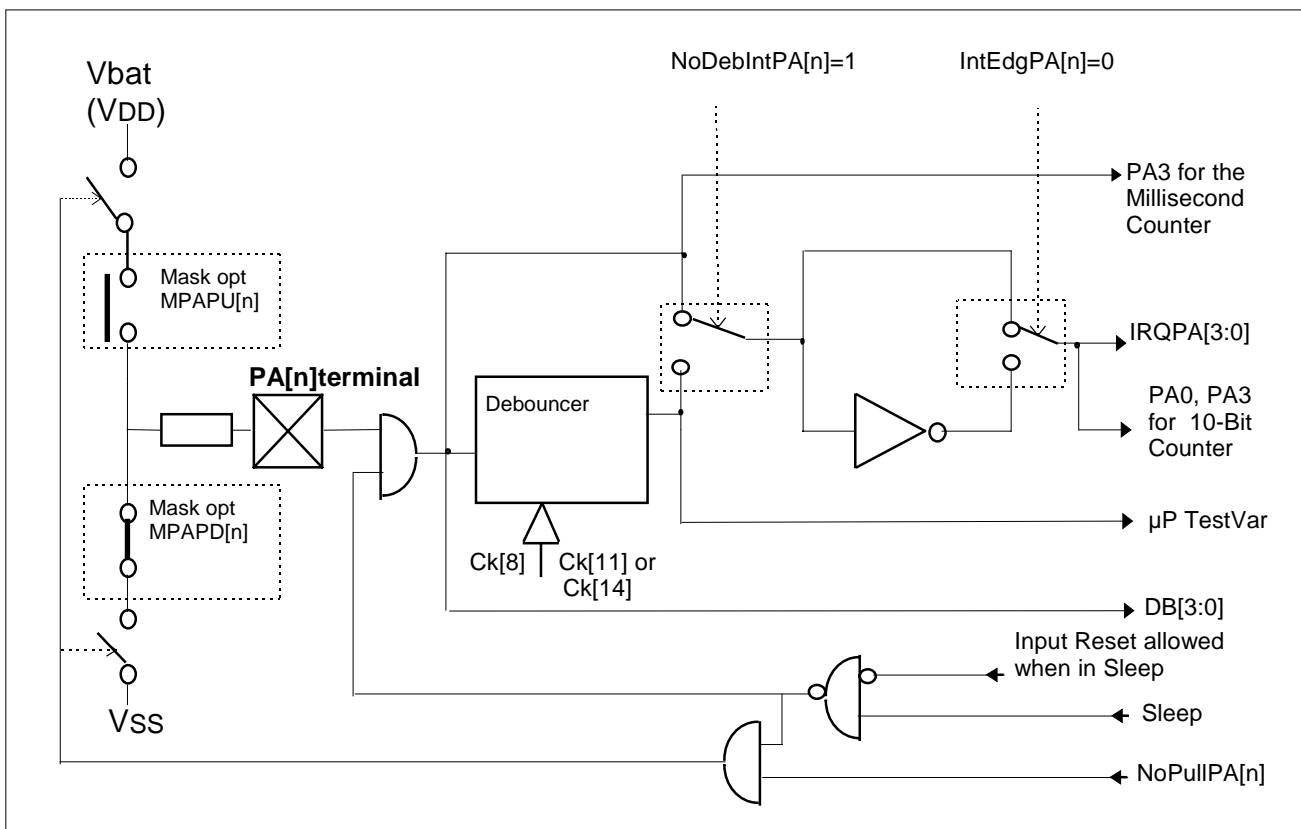 NoDebIntPA[n]=1
IntEdgPA[n]=0
Vbat
(VDD)
PA3 for the
Millisecond
Counter
Mask opt
MPAPU[n]
IRQPA[3:0]
PA[n]terminal
Debouncer
PA0, PA3
for 10-Bit
Counter
Mask opt
MPAPD[n]
µP TestVar
Ck[8]
Ck[11] or
Ck[14]
DB[3:0]
Input Reset allowed
when in Sleep
VSS
Sleep
NoPullPA[n]